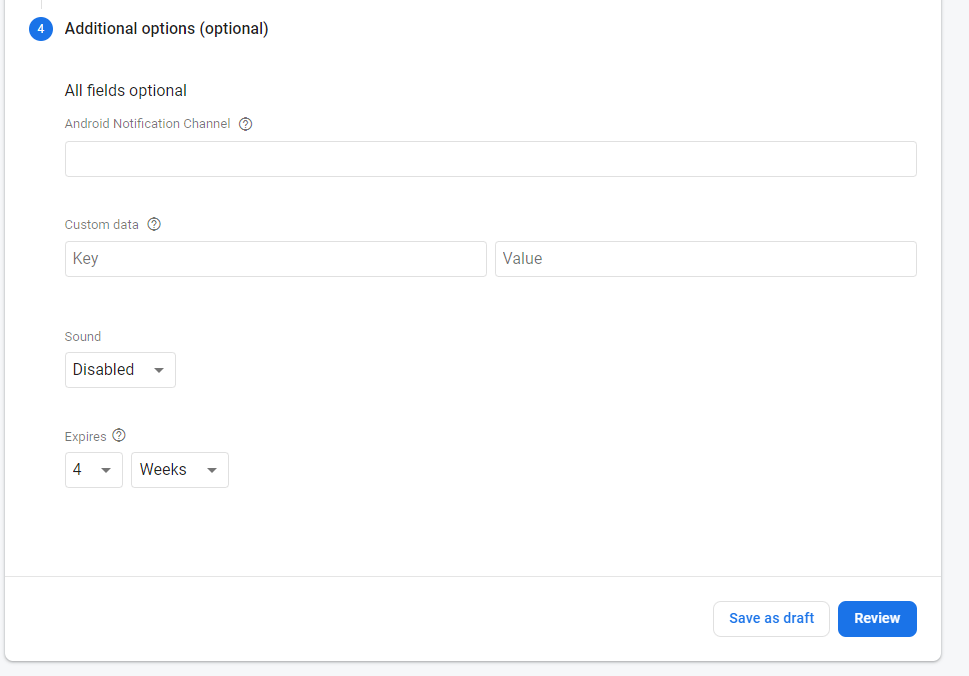 4 Additional options (optional)
All fields optional
Android Notification Channel ?
Custom data ?
Key Value
Sound
Disabled
Expires ?
4 Weeks
Save as draft Review